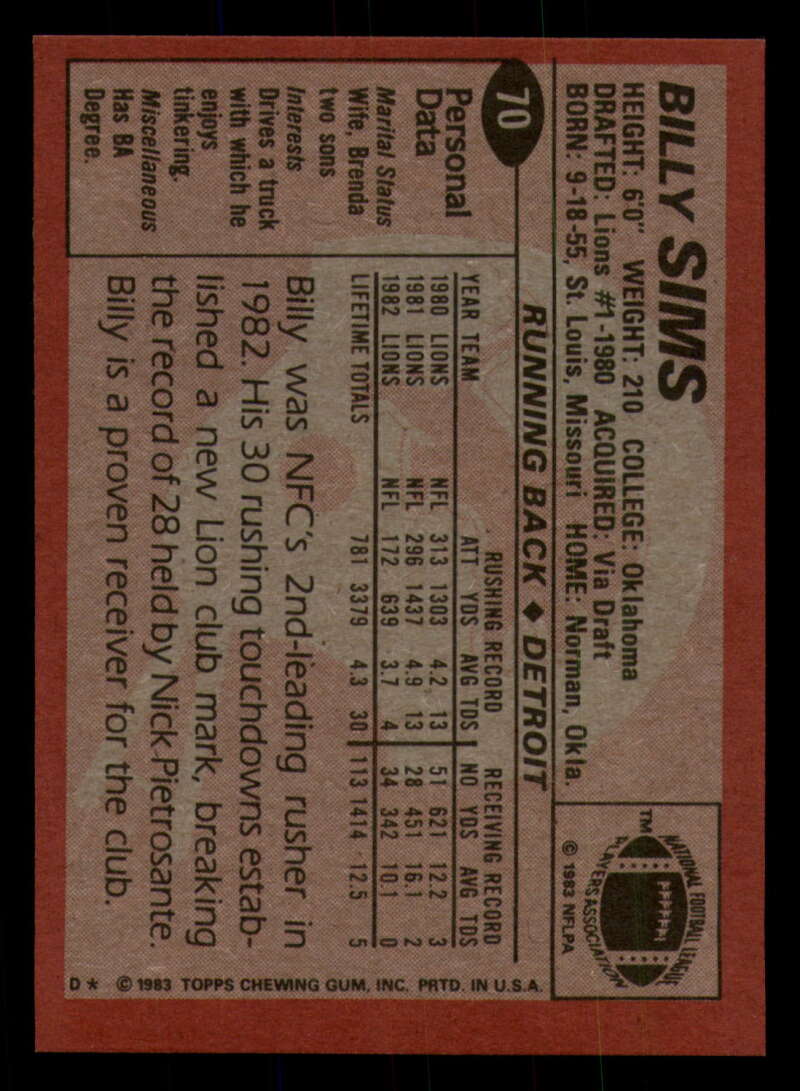 BILLY SIMS
HEIGHT: 6'0" WEIGHT: 210 COLLEGE: Oklahoma
DRAFTED: Lions #1-1980 ACQUIRED: Via Draft
BORN: 9-18-55, St. Louis, Missouri HOME: Norman, Okla.
NATIONAL FOOTBALL LEAGUE
PLAYERS ASSOCIATION
TM
© 1983 NFLPA
70
RUNNING BACK ♦ DETROIT
Personal
Data
Marital Status
Wife, Brenda
two sons
Interests
Drives a truck
with which he
enjoys
tinkering.
Miscellaneous
Has BA
Degree.
RUSHING RECORD RECEIVING RECORD
YEAR TEAM ATT YDS AVG TDS NO YDS AVG TDS
1980 LIONS NFL 313 1303 4.2 13 51 621 12.2 3
1981 LIONS NFL 296 1437 4.9 13 28 451 16.1 2
1982 LIONS NFL 172 639 3.7 4 34 342 10.1 0
LIFETIME TOTALS 781 3379 4.3 30 113 1414 12.5 5
Billy was NFC's 2nd-leading rusher in
1982. His 30 rushing touchdowns estab-
lished a new Lion club mark, breaking
the record of 28 held by Nick Pietrosante.
Billy is a proven receiver for the club.
D* © 1983 TOPPS CHEWING GUM, INC. PRTD. IN U.S.A.